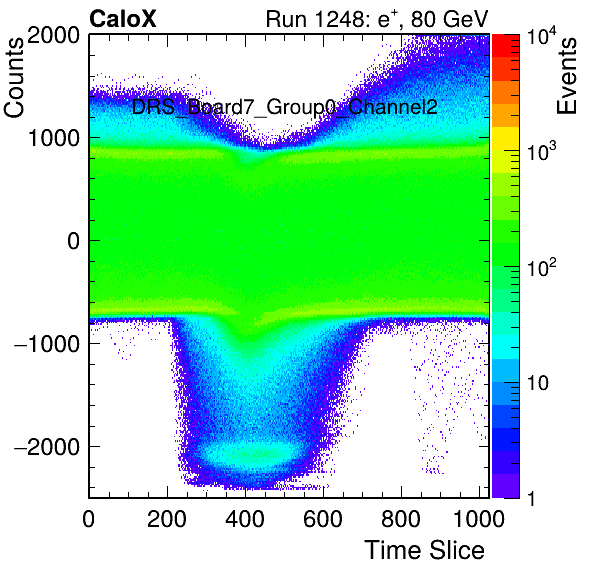 CaloX Run 1248: e⁺, 80 GeV
Counts
Events
DRS_Board7_Group0_Channel2
2000
1000
0
−1000
−2000
0 200 400 600 800 1000
Time Slice
10⁴
10³
10²
10
1